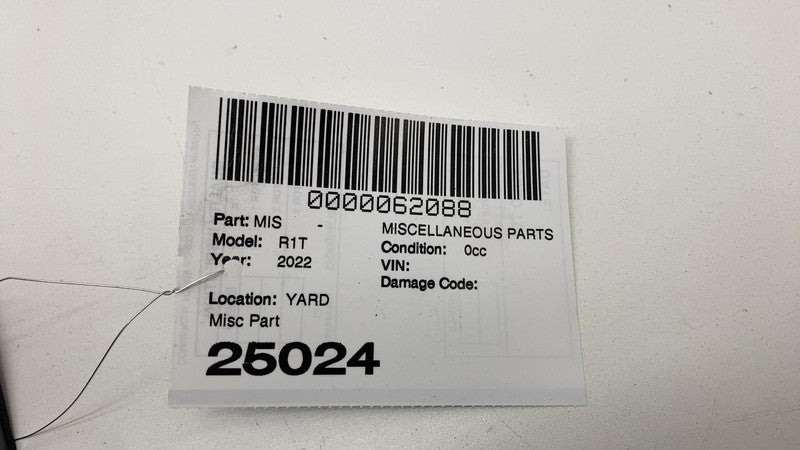 0000062088
Part: MIS - MISCELLANEOUS PARTS
Model: R1T Condition: 0cc
Year: 2022 VIN:
Damage Code:
Location: YARD
Misc Part
25024